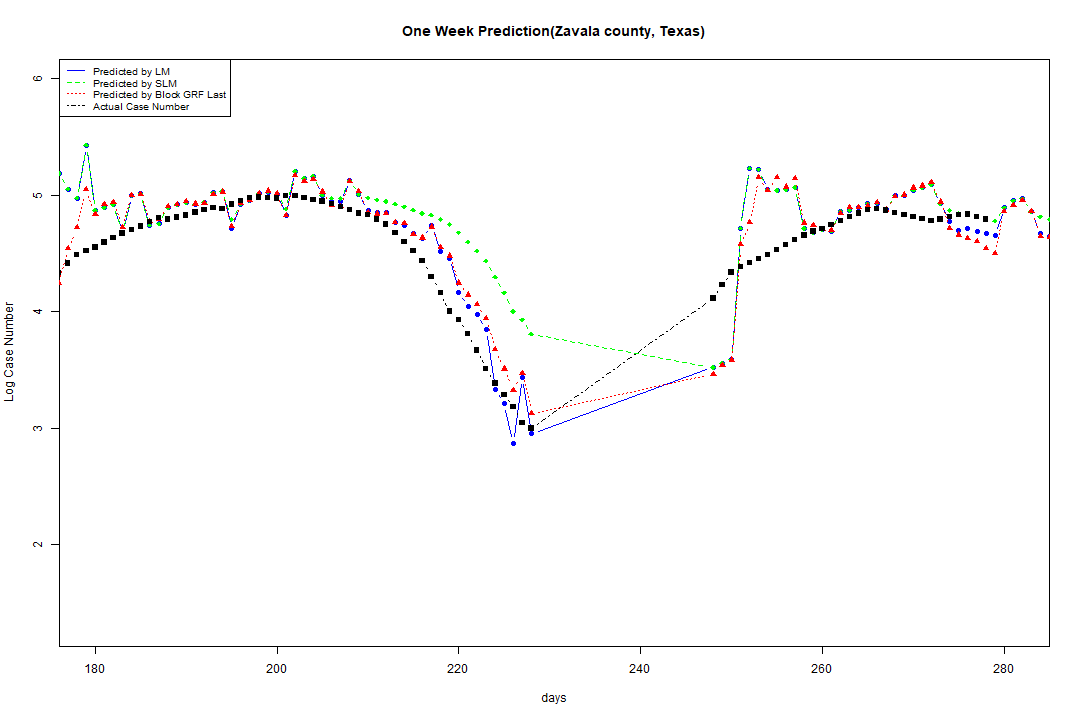 One Week Prediction(Zavala county, Texas)
Predicted by LM
Predicted by SLM
Predicted by Block GRF Last
Actual Case Number
6
5
4
3
2
Log Case Number
180 200 220 240 260 280
days